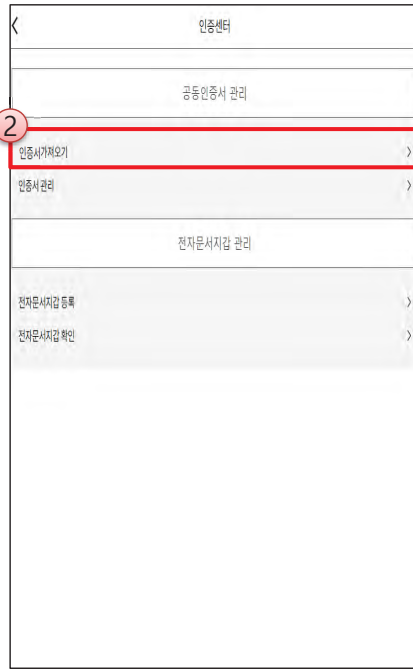 인증센터
공동인증서 관리
2
인증서가져오기
인증서 관리
전자문서지갑 관리
전자문서지갑 등록
전자문서지갑 확인